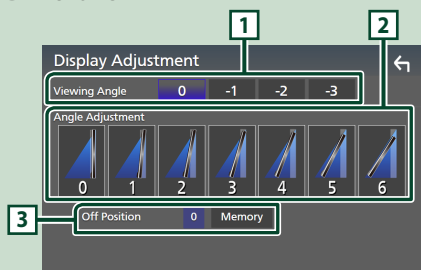 1 2
Display Adjustment
Viewing Angle 0 -1 -2 -3
Angle Adjustment
0 1 2 3 4 5 6
3 Off Position 0 Memory